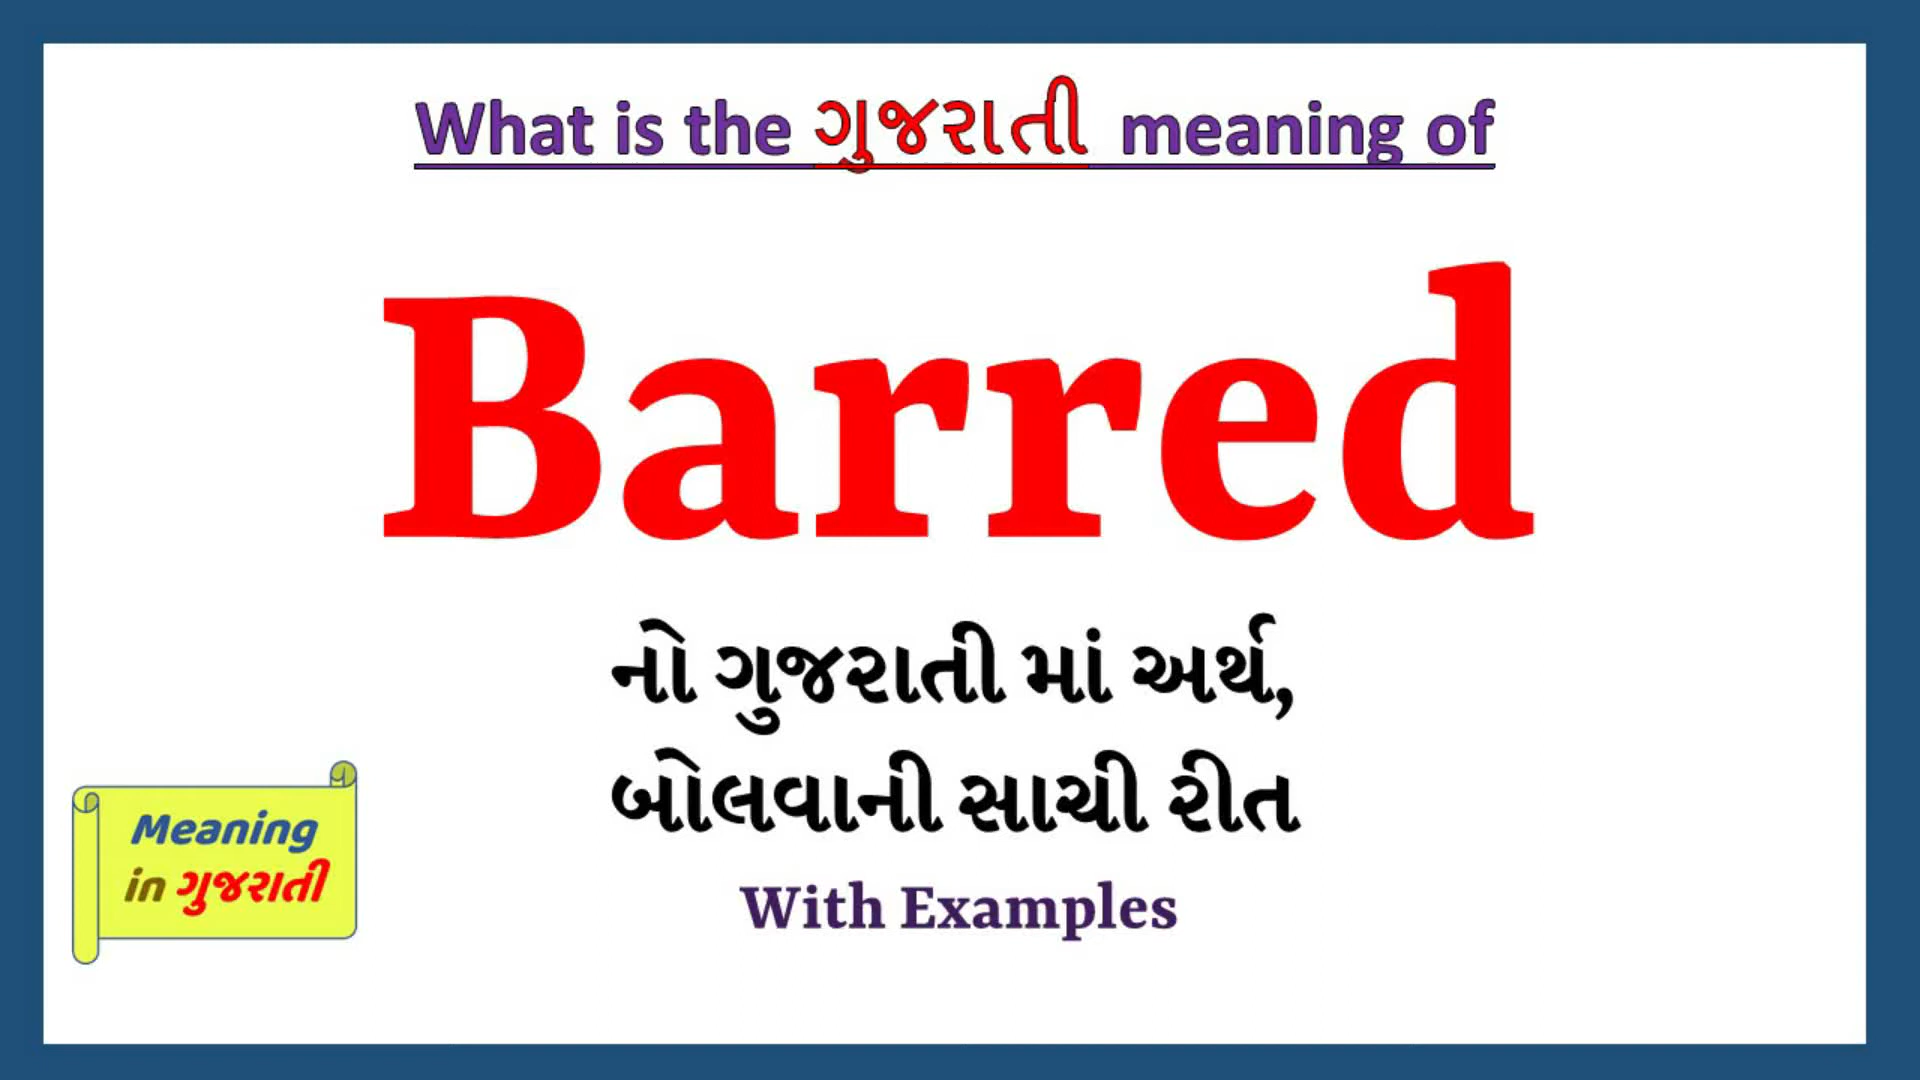 What is the ગુજરાતી meaning of
Barred
નો ગુજરાતી માં અર્થ,
બોલવાની સાચી રીત
With Examples
Meaning
in ગુજરાતી